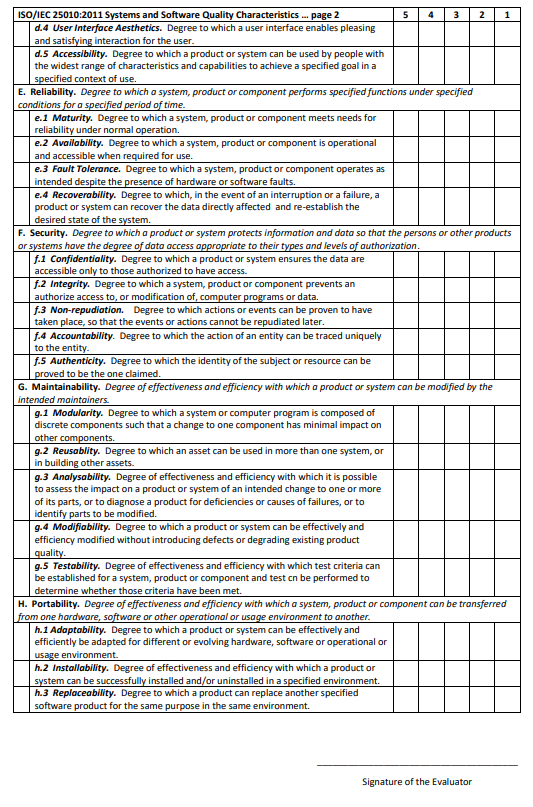 ISO/IEC 25010:2011 Systems and Software Quality Characteristics ... page 2 5 4 3 2 1
d.4 User Interface Aesthetics. Degree to which a user interface enables pleasing
and satisfying interaction for the user.
d.5 Accessibility. Degree to which a product or system can be used by people with
the widest range of characteristics and capabilities to achieve a specified goal in a
specified context of use.
E. Reliability. Degree to which a system, product or component performs specified functions under specified
conditions for a specified period of time.
e.1 Maturity. Degree to which a system, product or component meets needs for
reliability under normal operation.
e.2 Availability. Degree to which a system, product or component is operational
and accessible when required for use.
e.3 Fault Tolerance. Degree to which a system, product or component operates as
intended despite the presence of hardware or software faults.
e.4 Recoverability. Degree to which, in the event of an interruption or a failure, a
product or system can recover the data directly affected and re-establish the
desired state of the system.
F. Security. Degree to which a product or system protects information and data so that the persons or other products
or systems have the degree of data access appropriate to their types and levels of authorization.
f.1 Confidentiality. Degree to which a product or system ensures the data are
accessible only to those authorized to have access.
f.2 Integrity. Degree to which a system, product or component prevents an
authorize access to, or modification of, computer programs or data.
f.3 Non-repudiation. Degree to which actions or events can be proven to have
taken place, so that the events or actions cannot be repudiated later.
f.4 Accountability. Degree to which the action of an entity can be traced uniquely
to the entity.
f.5 Authenticity. Degree to which the identity of the subject or resource can be
proved to be the one claimed.
G. Maintainability. Degree of effectiveness and efficiency with which a product or system can be modified by the
intended maintainers.
g.1 Modularity. Degree to which a system or computer program is composed of
discrete components such that a change to one component has minimal impact on
other components.
g.2 Reusablity. Degree to which an asset can be used in more than one system, or
in building other assets.
g.3 Analysability. Degree of effectiveness and efficiency with which it is possible
to assess the impact on a product or system of an intended change to one or more
of its parts, or to diagnose a product for deficiencies or causes of failures, or to
identify parts to be modified.
g.4 Modifiability. Degree to which a product or system can be effectively and
efficiency modified without introducing defects or degrading existing product
quality.
g.5 Testability. Degree of effectiveness and efficiency with which test criteria can
be established for a system, product or component and test cn be performed to
determine whether those criteria have been met.
H. Portability. Degree of effectiveness and efficiency with which a system, product or component can be transferred
from one hardware, software or other operational or usage environment to another.
h.1 Adaptability. Degree to which a product or system can be effectively and
efficiently be adapted for different or evolving hardware, software or operational or
usage environment.
h.2 Installability. Degree of effectiveness and efficiency with which a product or
system can be successfully installed and/or uninstalled in a specified environment.
h.3 Replaceability. Degree to which a product can replace another specified
software product for the same purpose in the same environment.
Signature of the Evaluator